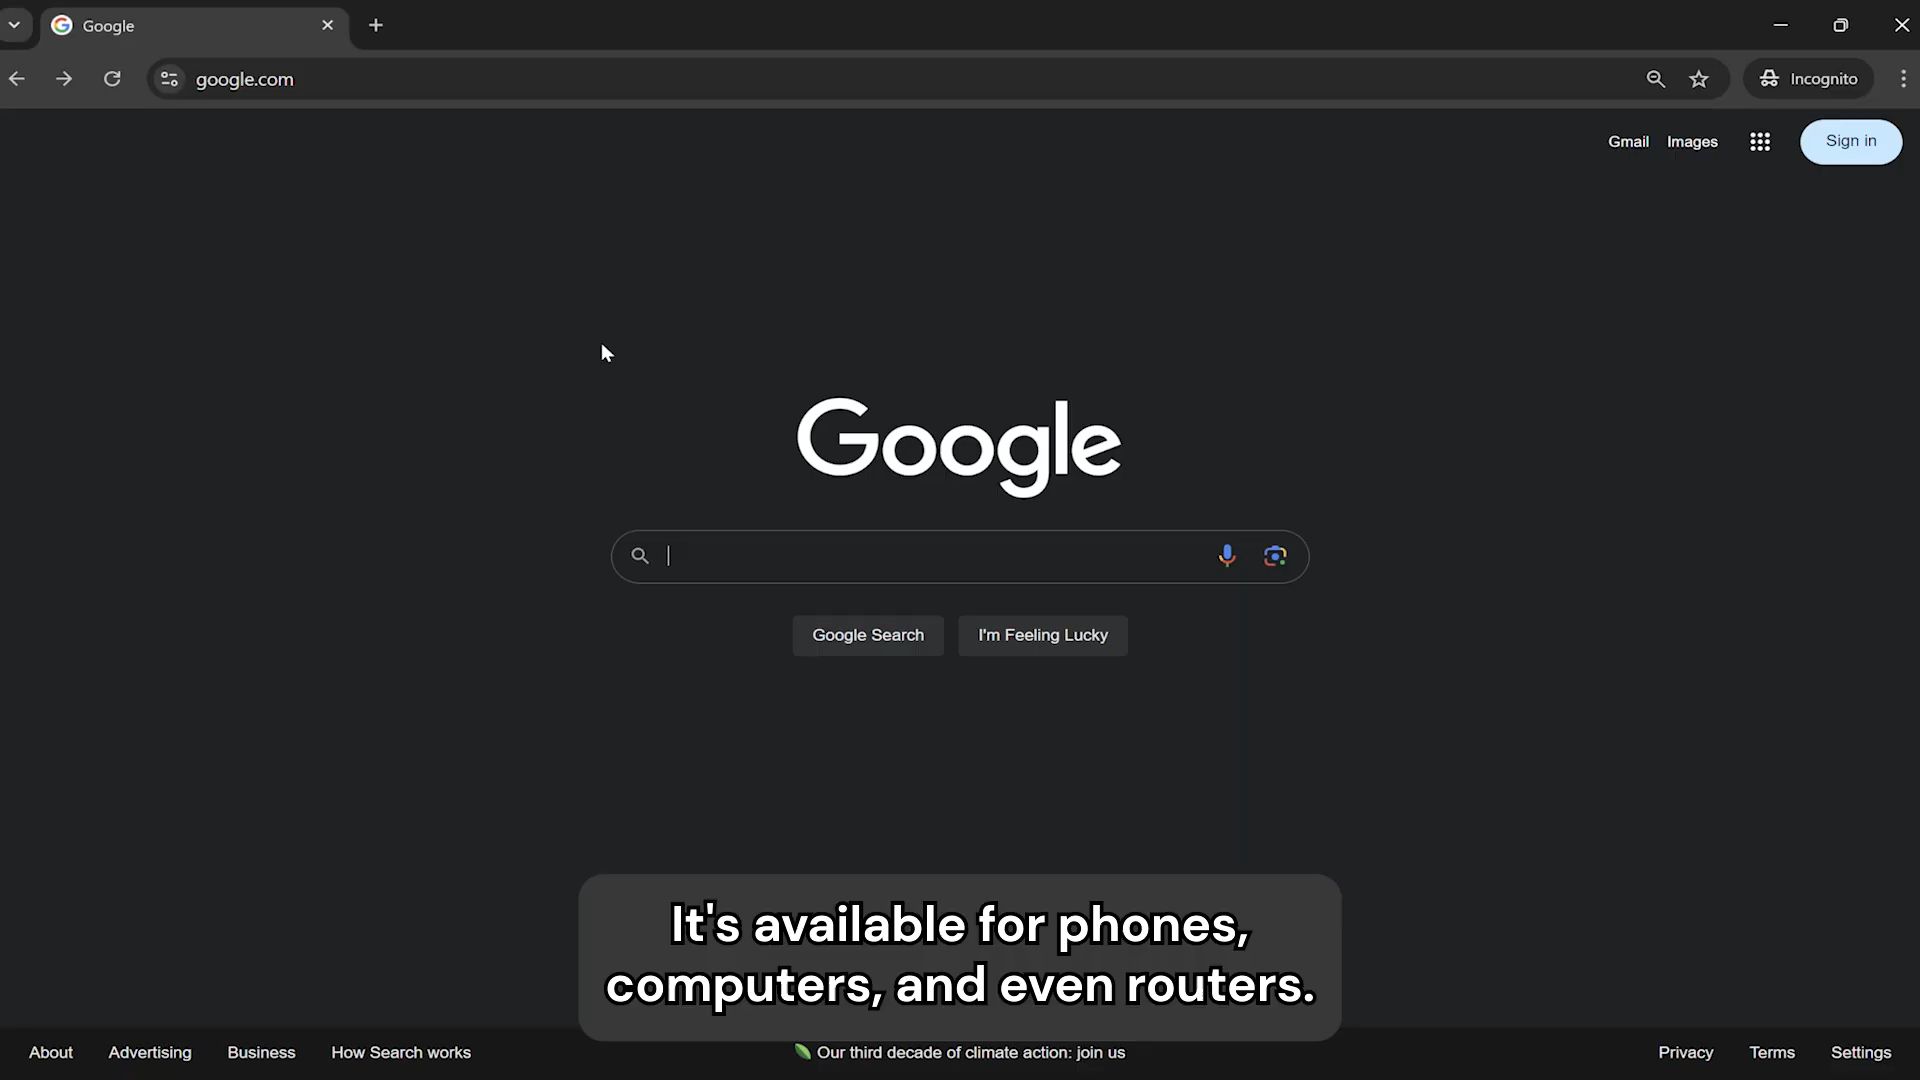 Google
google.com
Incognito
Gmail Images Sign in
Google
Google Search I'm Feeling Lucky
It's available for phones,
computers, and even routers.
About Advertising Business How Search works Our third decade of climate action: join us Privacy Terms Settings